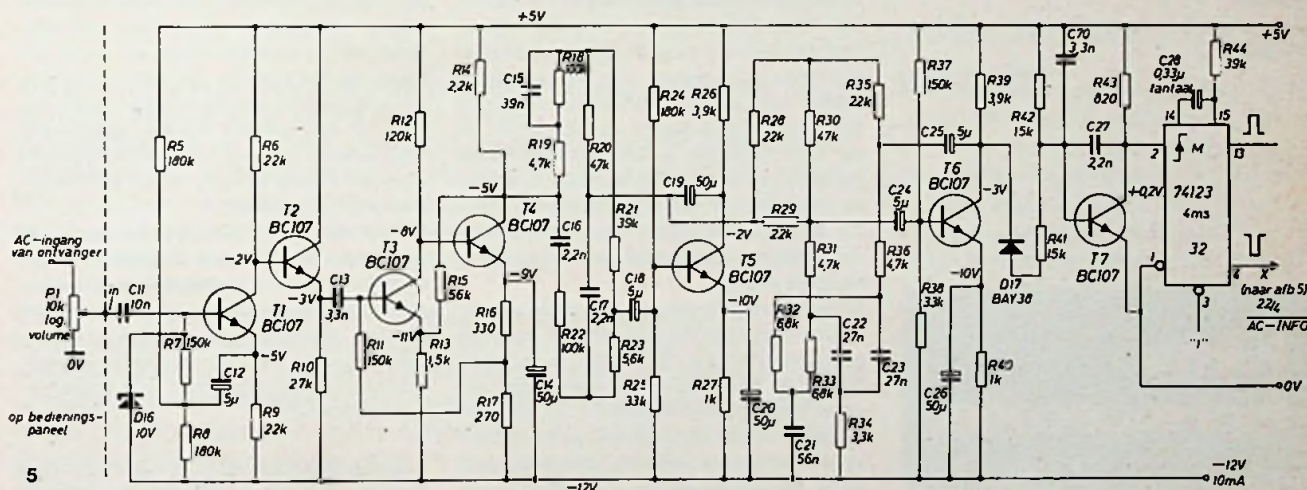 +5V
+5V
AC-ingang
van ontvanger
P1
10k
log.
volume
0V
in
C11
10n
op bedienings-
paneel
D16
10V
R5
180k
R7
150k
R8
180k
C12
5µ
R6
22k
-2V
T1
BC107
-5V
R9
22k
T2
BC107
-3V
R10
27k
C13
3,3n
R11
150k
T3
BC107
-11V
R12
120k
-8V
R13
1,5k
R14
2,2k
-5V
T4
BC107
R15
56k
-9V
R16
330
R17
270
C14
50µ
C15
39n
R18
R19
4,7k
C16
2,2n
R22
100k
R20
47k
C17
2,2n
R21
39k
C18
5µ
R23
5,6k
C19
50µ
R24
180k
R25
33k
R26
3,9k
-2V
T5
BC107
-10V
R27
1k
C20
50µ
R28
22k
R29
22k
R30
47k
R31
4,7k
R32
6,8k
R33
6,8k
C21
56n
C22
27n
R34
3,3k
R35
22k
R36
4,7k
C23
27n
C24
5µ
C25
5µ
R37
150k
R38
33k
T6
BC107
R39
3,9k
-3V
-10V
C26
50µ
R40
1k
D17
BAY38
R42
15k
R41
15k
C70
3,3n
C27
2,2n
R43
820
+0,2V
T7
BC107
C28
0,33µ
tantaal
R44
39k
14
15
2
M
13
74123
4ms
32
1
3
4
X
"1"
(naar afb 5)
22/4
AC-INFO
0V
-12V
-12V
10mA
5